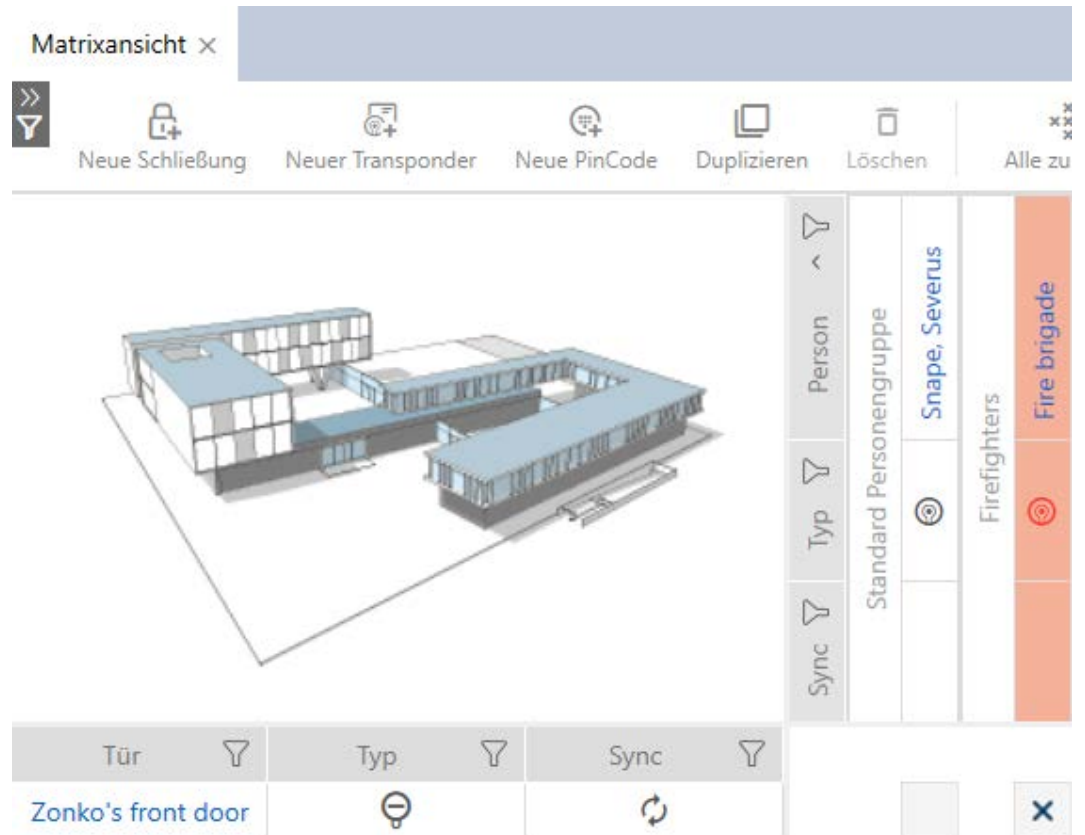 Matrixansicht
Neue Schließung
Neuer Transponder
Neue PinCode
Duplizieren
Löschen
Alle zu
Person
Typ
Sync
Standard Personengruppe
Snape, Severus
Firefighters
Fire brigade
Tür
Typ
Sync
Zonko's front door